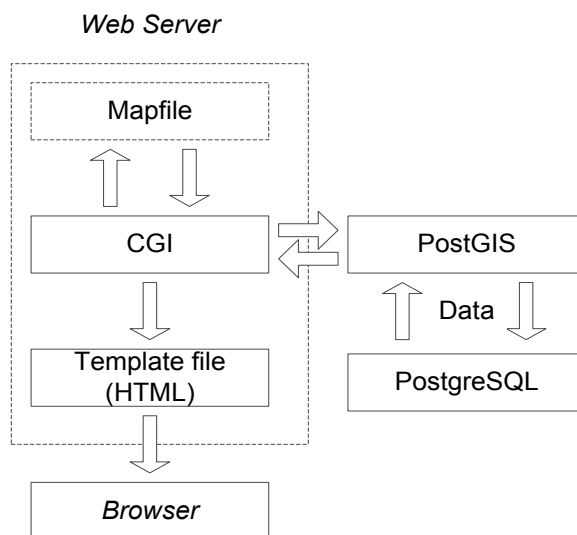 Web Server
Mapfile
CGI
PostGIS
Data
Template file
(HTML)
PostgreSQL
Browser